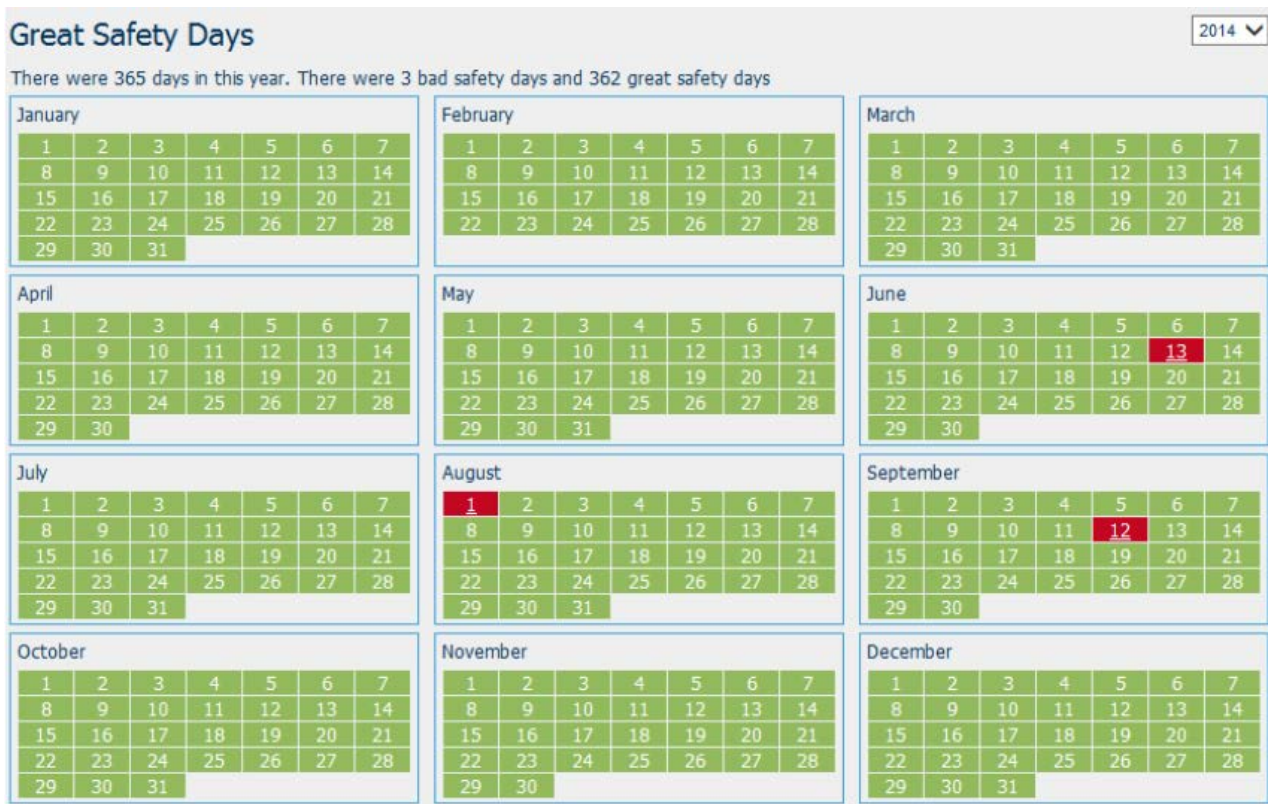 Great Safety Days
2014
There were 365 days in this year. There were 3 bad safety days and 362 great safety days
January
1 2 3 4 5 6 7
8 9 10 11 12 13 14
15 16 17 18 19 20 21
22 23 24 25 26 27 28
29 30 31
February
1 2 3 4 5 6 7
8 9 10 11 12 13 14
15 16 17 18 19 20 21
22 23 24 25 26 27 28
March
1 2 3 4 5 6 7
8 9 10 11 12 13 14
15 16 17 18 19 20 21
22 23 24 25 26 27 28
29 30 31
April
1 2 3 4 5 6 7
8 9 10 11 12 13 14
15 16 17 18 19 20 21
22 23 24 25 26 27 28
29 30
May
1 2 3 4 5 6 7
8 9 10 11 12 13 14
15 16 17 18 19 20 21
22 23 24 25 26 27 28
29 30 31
June
1 2 3 4 5 6 7
8 9 10 11 12 13 14
15 16 17 18 19 20 21
22 23 24 25 26 27 28
29 30
July
1 2 3 4 5 6 7
8 9 10 11 12 13 14
15 16 17 18 19 20 21
22 23 24 25 26 27 28
29 30 31
August
1 2 3 4 5 6 7
8 9 10 11 12 13 14
15 16 17 18 19 20 21
22 23 24 25 26 27 28
29 30 31
September
1 2 3 4 5 6 7
8 9 10 11 12 13 14
15 16 17 18 19 20 21
22 23 24 25 26 27 28
29 30
October
1 2 3 4 5 6 7
8 9 10 11 12 13 14
15 16 17 18 19 20 21
22 23 24 25 26 27 28
29 30 31
November
1 2 3 4 5 6 7
8 9 10 11 12 13 14
15 16 17 18 19 20 21
22 23 24 25 26 27 28
29 30
December
1 2 3 4 5 6 7
8 9 10 11 12 13 14
15 16 17 18 19 20 21
22 23 24 25 26 27 28
29 30 31